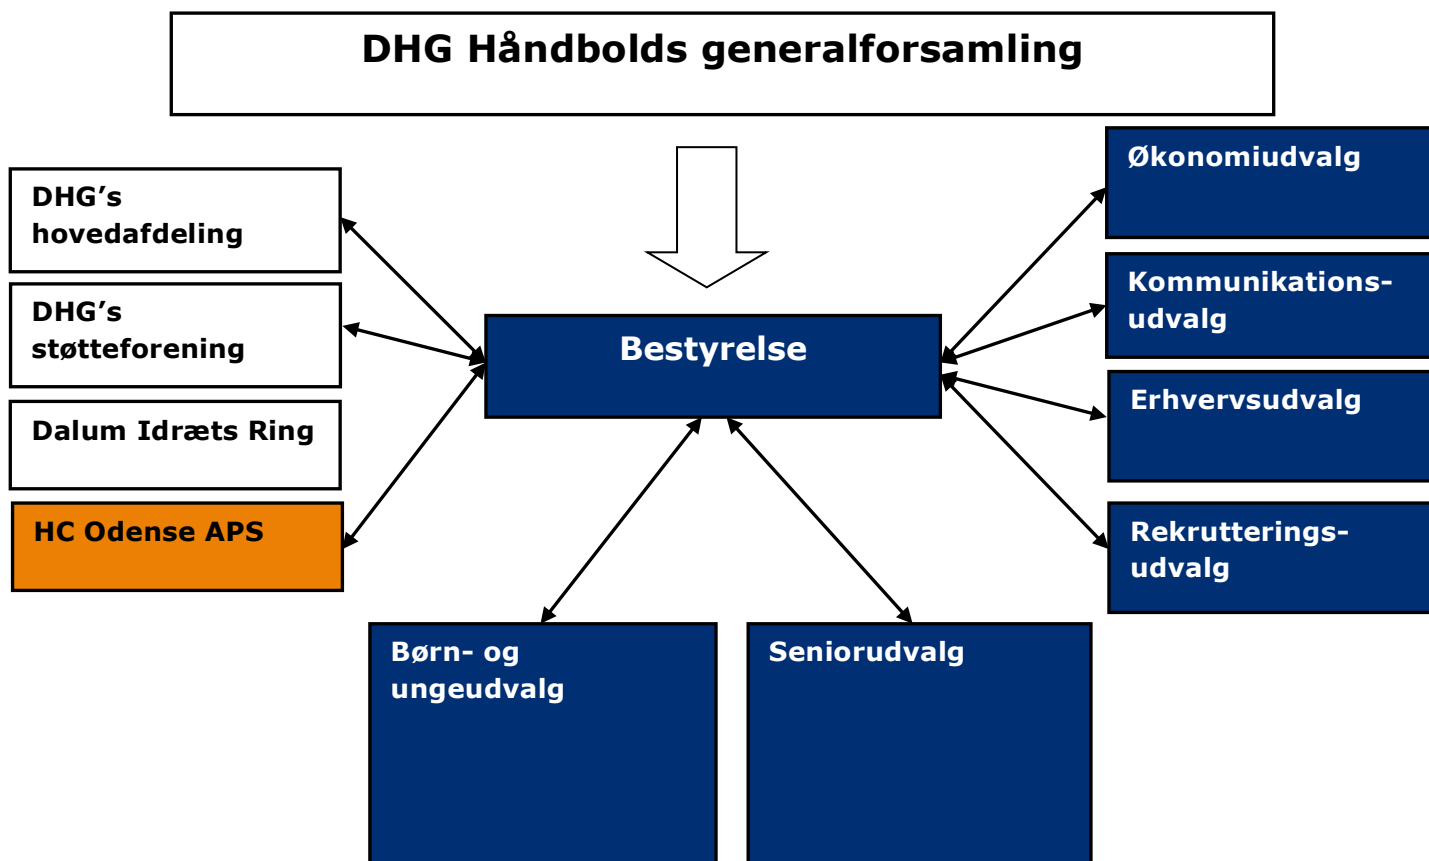 DHG Håndbolds generalforsamling
DHG’s
hovedafdeling
DHG’s
støtteforening
Dalum Idræts Ring
HC Odense APS
Bestyrelse
Økonomiudvalg
Kommunikations-
udvalg
Erhvervsudvalg
Rekrutterings-
udvalg
Børn- og
ungeudvalg
Seniorudvalg